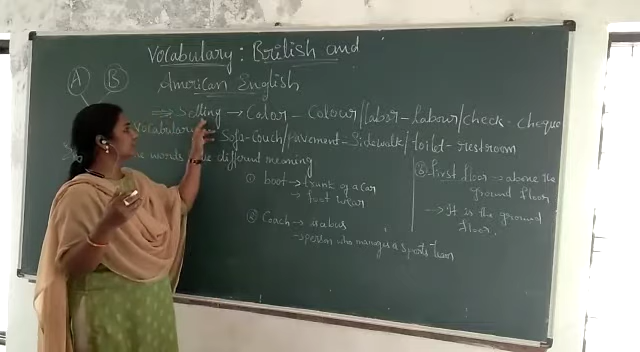 Vocabulary: British and
American English
A B
⇒ Selling → Color - Colour/labor - labour/check - cheque
Vocabulary → Sofa - Couch/pavement - Sidewalk/toilet - restroom
words different meaning
① boot → trunk of a car
→ foot wear
② Coach → is a bus
→ person who manages a sports team
③ First floor → above the
ground floor
→ It is the ground
floor.